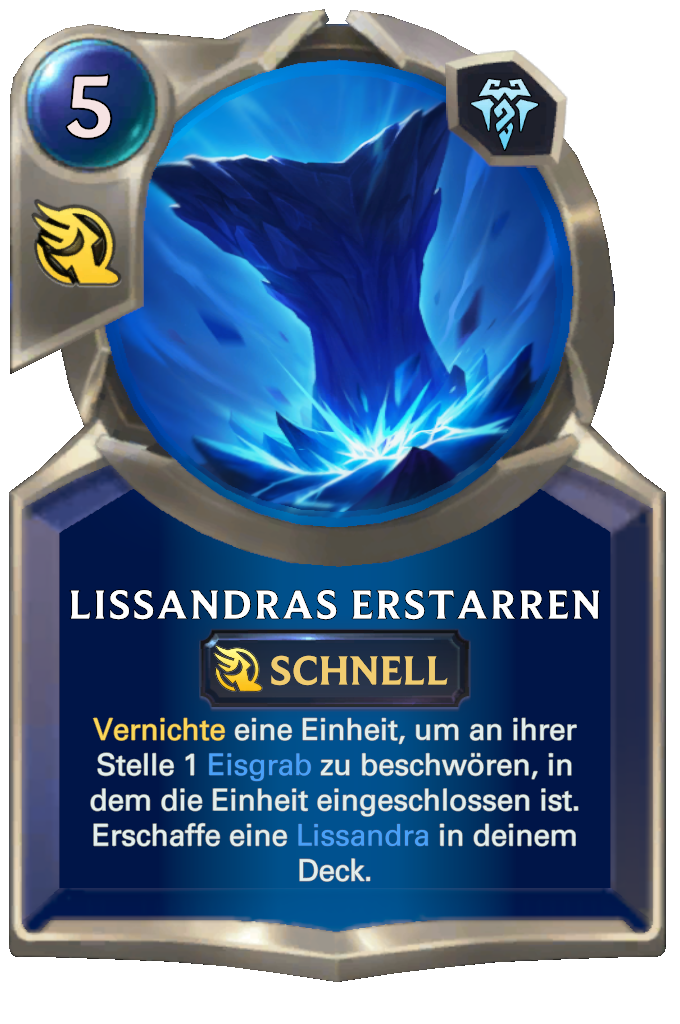 5
LISSANDRAS ERSTARREN
SCHNELL
Vernichte eine Einheit, um an ihrer
Stelle 1 Eisgrab zu beschwören, in
dem die Einheit eingeschlossen ist.
Erschaffe eine Lissandra in deinem
Deck.